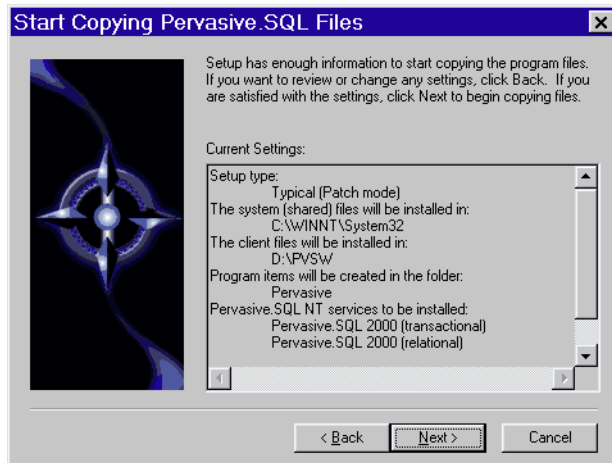 Start Copying Pervasive.SQL Files
Setup has enough information to start copying the program files.
If you want to review or change any settings, click Back. If you
are satisfied with the settings, click Next to begin copying files.
Current Settings:
Setup type:
Typical (Patch mode)
The system (shared) files will be installed in:
C:\WINNT\System32
The client files will be installed in:
D:\PVSW
Program items will be created in the folder:
Pervasive
Pervasive.SQL NT services to be installed:
Pervasive.SQL 2000 (transactional)
Pervasive.SQL 2000 (relational)
< Back Next > Cancel